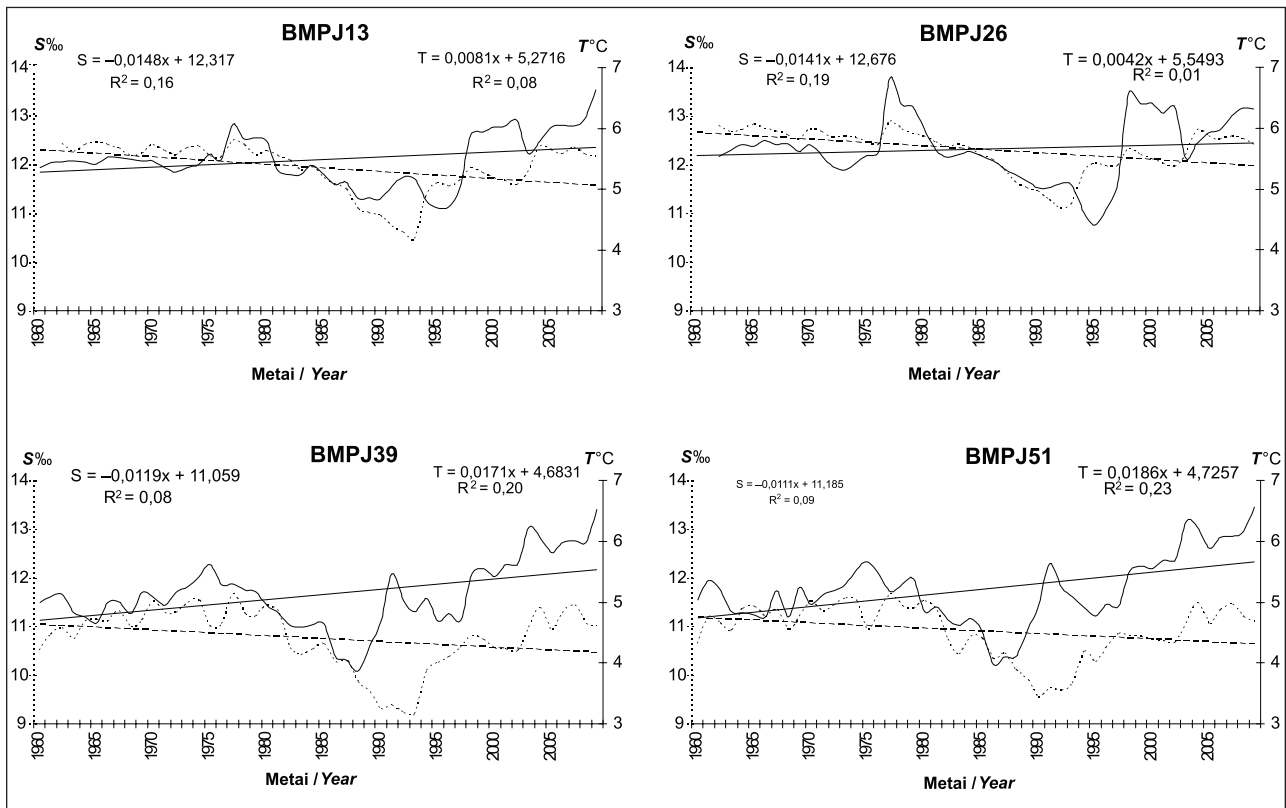 BMPJ13
S‰
T°C
S = –0,0148x + 12,317
R² = 0,16
T = 0,0081x + 5,2716
R² = 0,08
14
13
12
11
10
9
7
6
5
4
3
1960
1965
1970
1975
1980
1985
1990
1995
2000
2005
Metai / Year
BMPJ26
S‰
T°C
S = –0,0141x + 12,676
R² = 0,19
T = 0,0042x + 5,5493
R² = 0,01
14
13
12
11
10
9
7
6
5
4
3
1960
1965
1970
1975
1980
1985
1990
1995
2000
2005
Metai / Year
BMPJ39
S‰
T°C
S = –0,0119x + 11,059
R² = 0,08
T = 0,0171x + 4,6831
R² = 0,20
14
13
12
11
10
9
7
6
5
4
3
1960
1965
1970
1975
1980
1985
1990
1995
2000
2005
Metai / Year
BMPJ51
S‰
T°C
S = –0,0111x + 11,185
R² = 0,09
T = 0,0186x + 4,7257
R² = 0,23
14
13
12
11
10
9
7
6
5
4
3
1960
1965
1970
1975
1980
1985
1990
1995
2000
2005
Metai / Year